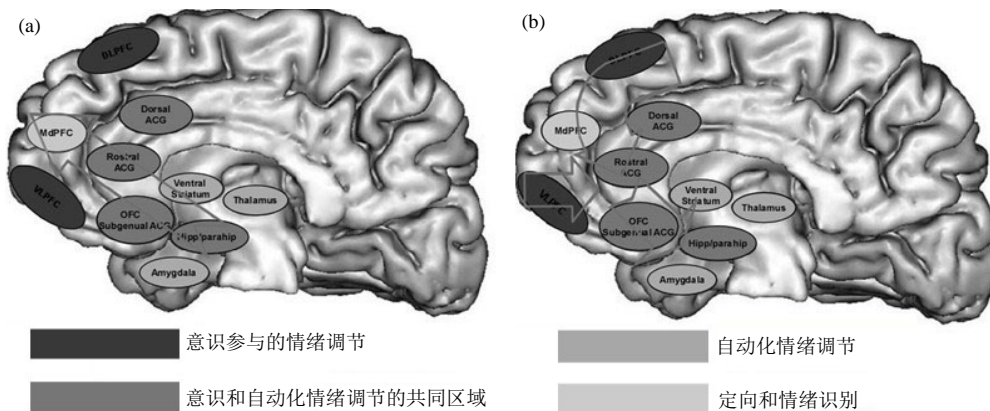 (a)
DLPFC
MdPFC
Dorsal
ACG
Rostral
ACG
VLPFC
Ventral
Striatum
Thalamus
OFC
Subgenual ACG
Hipp/parahip
Amygdala
(b)
DLPFC
MdPFC
Dorsal
ACG
Rostral
ACG
VLPFC
Ventral
Striatum
Thalamus
OFC
Subgenual ACG
Hipp/parahip
Amygdala
意识参与的情绪调节
自动化情绪调节
意识和自动化情绪调节的共同区域
定向和情绪识别